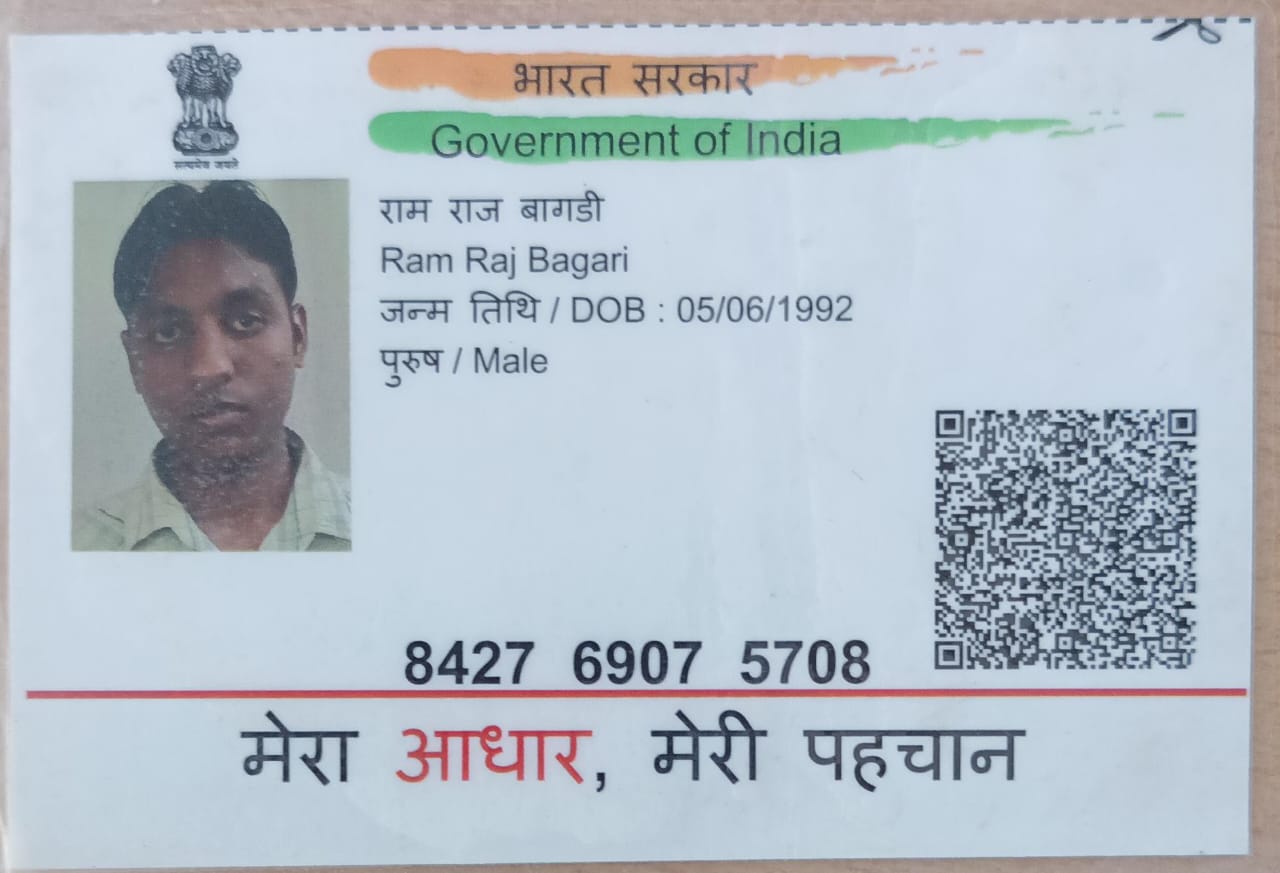 सत्यमेव जयते
भारत सरकार
Government of India
राम राज बागडी
Ram Raj Bagari
जन्म तिथि / DOB : 05/06/1992
पुरुष / Male
8427 6907 5708
मेरा आधार, मेरी पहचान